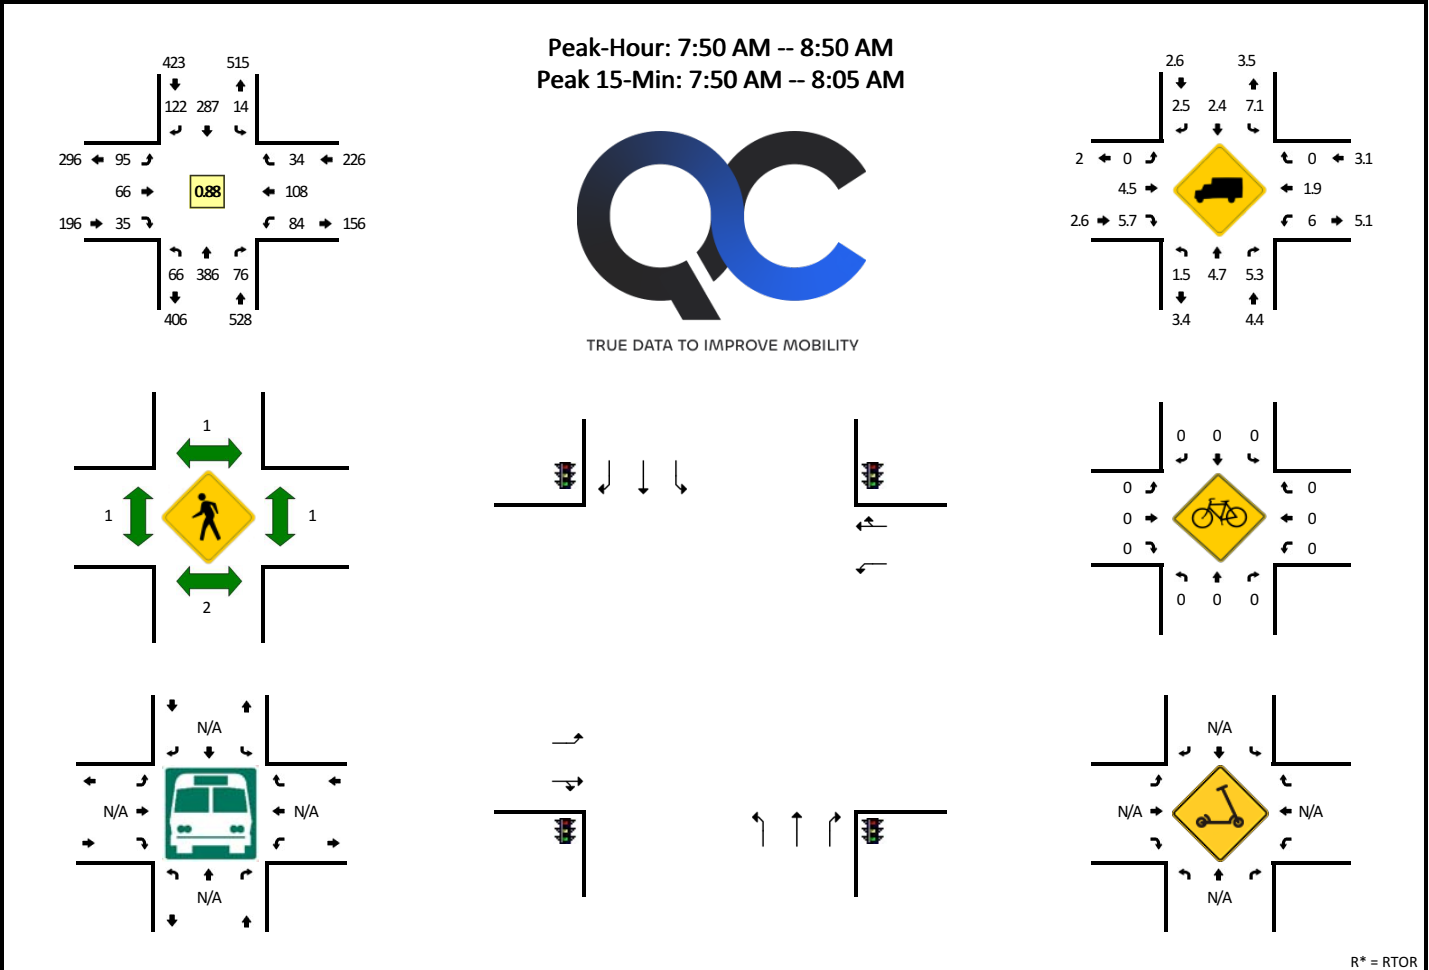 Peak-Hour: 7:50 AM -- 8:50 AM
Peak 15-Min: 7:50 AM -- 8:05 AM
423 515
122 287 14
296 95 34 226
66 0.88 108
196 35 84 156
66 386 76
406 528
QC
TRUE DATA TO IMPROVE MOBILITY
2.6 3.5
2.5 2.4 7.1
2 0 0 3.1
4.5 1.9
2.6 5.7 6 5.1
1.5 4.7 5.3
3.4 4.4
1
1 1
2
0 0 0
0 0
0 0
0 0
0 0 0
N/A
N/A N/A
N/A
N/A
N/A N/A
N/A
R* = RTOR